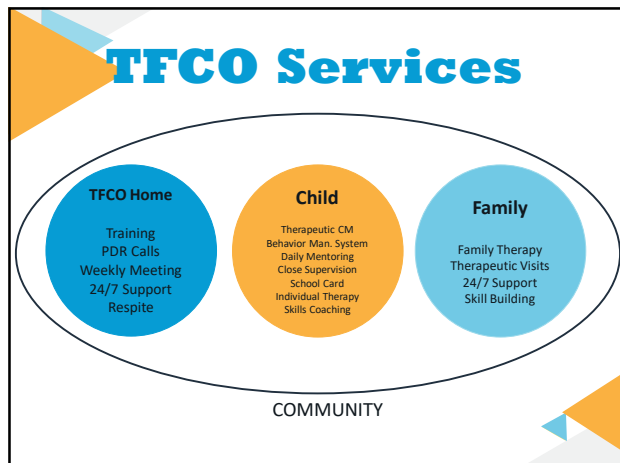 TFCO Services
TFCO Home
Training
PDR Calls
Weekly Meeting
24/7 Support
Respite
Child
Therapeutic CM
Behavior Man. System
Daily Mentoring
Close Supervision
School Card
Individual Therapy
Skills Coaching
Family
Family Therapy
Therapeutic Visits
24/7 Support
Skill Building
COMMUNITY